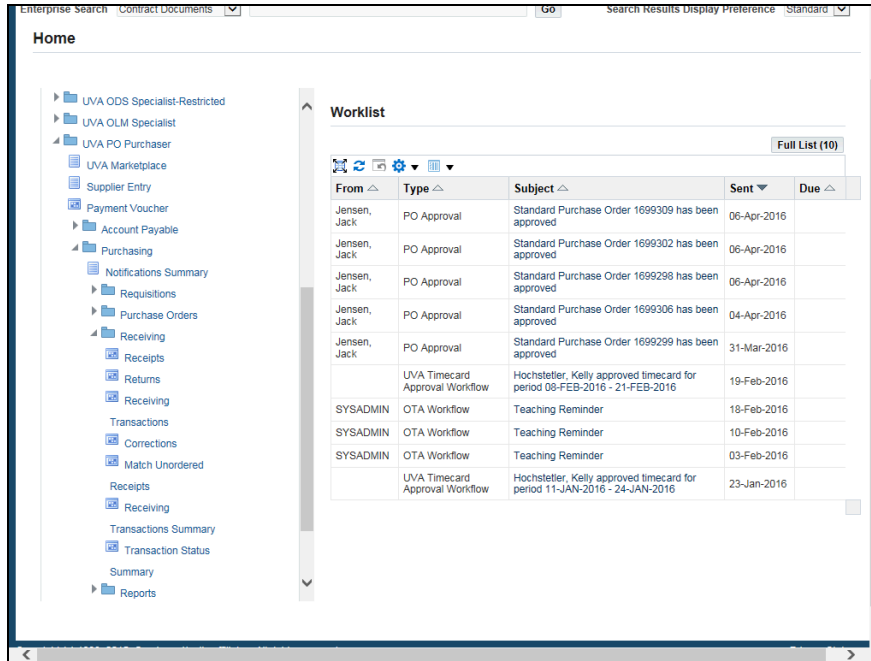 Enterprise Search Contract Documents Go Search Results Display Preference Standard
Home
UVA ODS Specialist-Restricted
UVA OLM Specialist
UVA PO Purchaser
UVA Marketplace
Supplier Entry
Payment Voucher
Account Payable
Purchasing
Notifications Summary
Requisitions
Purchase Orders
Receiving
Receipts
Returns
Receiving
Transactions
Corrections
Match Unordered
Receipts
Receiving
Transactions Summary
Transaction Status
Summary
Reports
Worklist
Full List (10)
From Type Subject Sent Due
Jensen, Jack PO Approval Standard Purchase Order 1699309 has been approved 06-Apr-2016
Jensen, Jack PO Approval Standard Purchase Order 1699302 has been approved 06-Apr-2016
Jensen, Jack PO Approval Standard Purchase Order 1699298 has been approved 06-Apr-2016
Jensen, Jack PO Approval Standard Purchase Order 1699306 has been approved 04-Apr-2016
Jensen, Jack PO Approval Standard Purchase Order 1699299 has been approved 31-Mar-2016
UVA Timecard Approval Workflow Hochstetler, Kelly approved timecard for period 08-FEB-2016 - 21-FEB-2016 19-Feb-2016
SYSADMIN OTA Workflow Teaching Reminder 18-Feb-2016
SYSADMIN OTA Workflow Teaching Reminder 10-Feb-2016
SYSADMIN OTA Workflow Teaching Reminder 03-Feb-2016
UVA Timecard Approval Workflow Hochstetler, Kelly approved timecard for period 11-JAN-2016 - 24-JAN-2016 23-Jan-2016